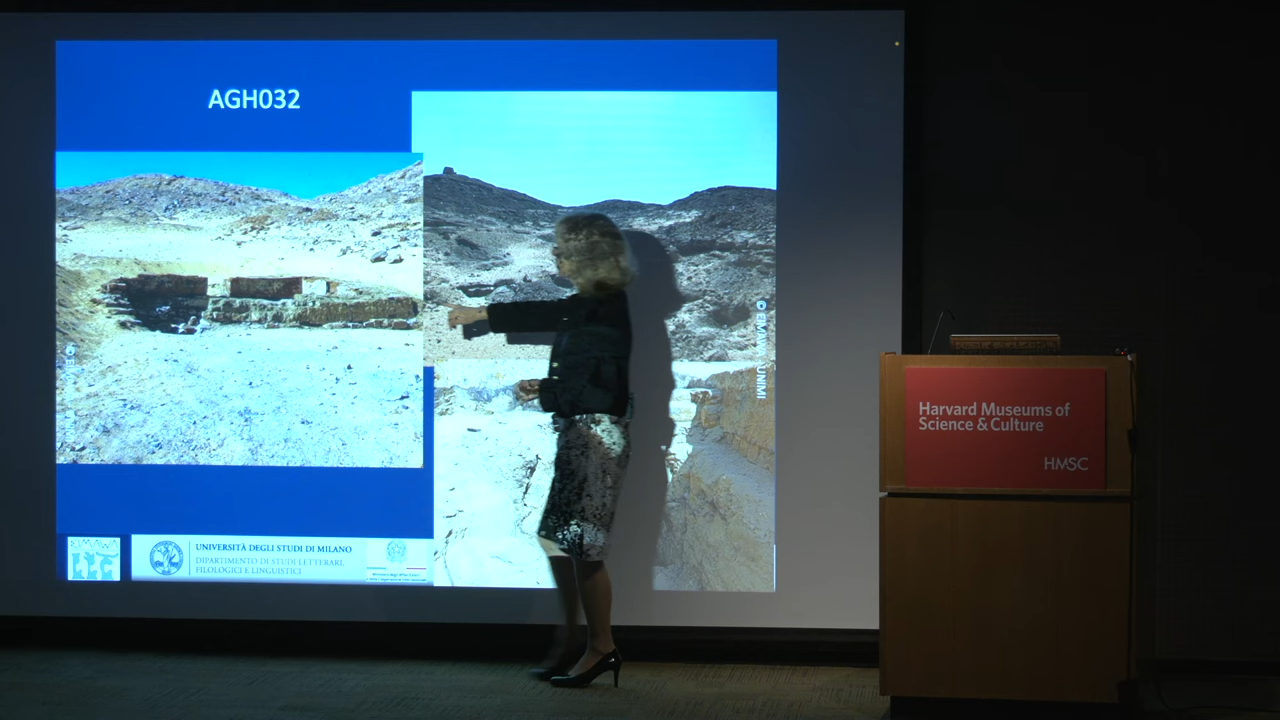 AGH032
UNIVERSITÀ DEGLI STUDI DI MILANO
DIPARTIMENTO DI STUDI LETTERARI,
FILOLOGICI E LINGUISTICI
Harvard Museums of
Science & Culture
HMSC